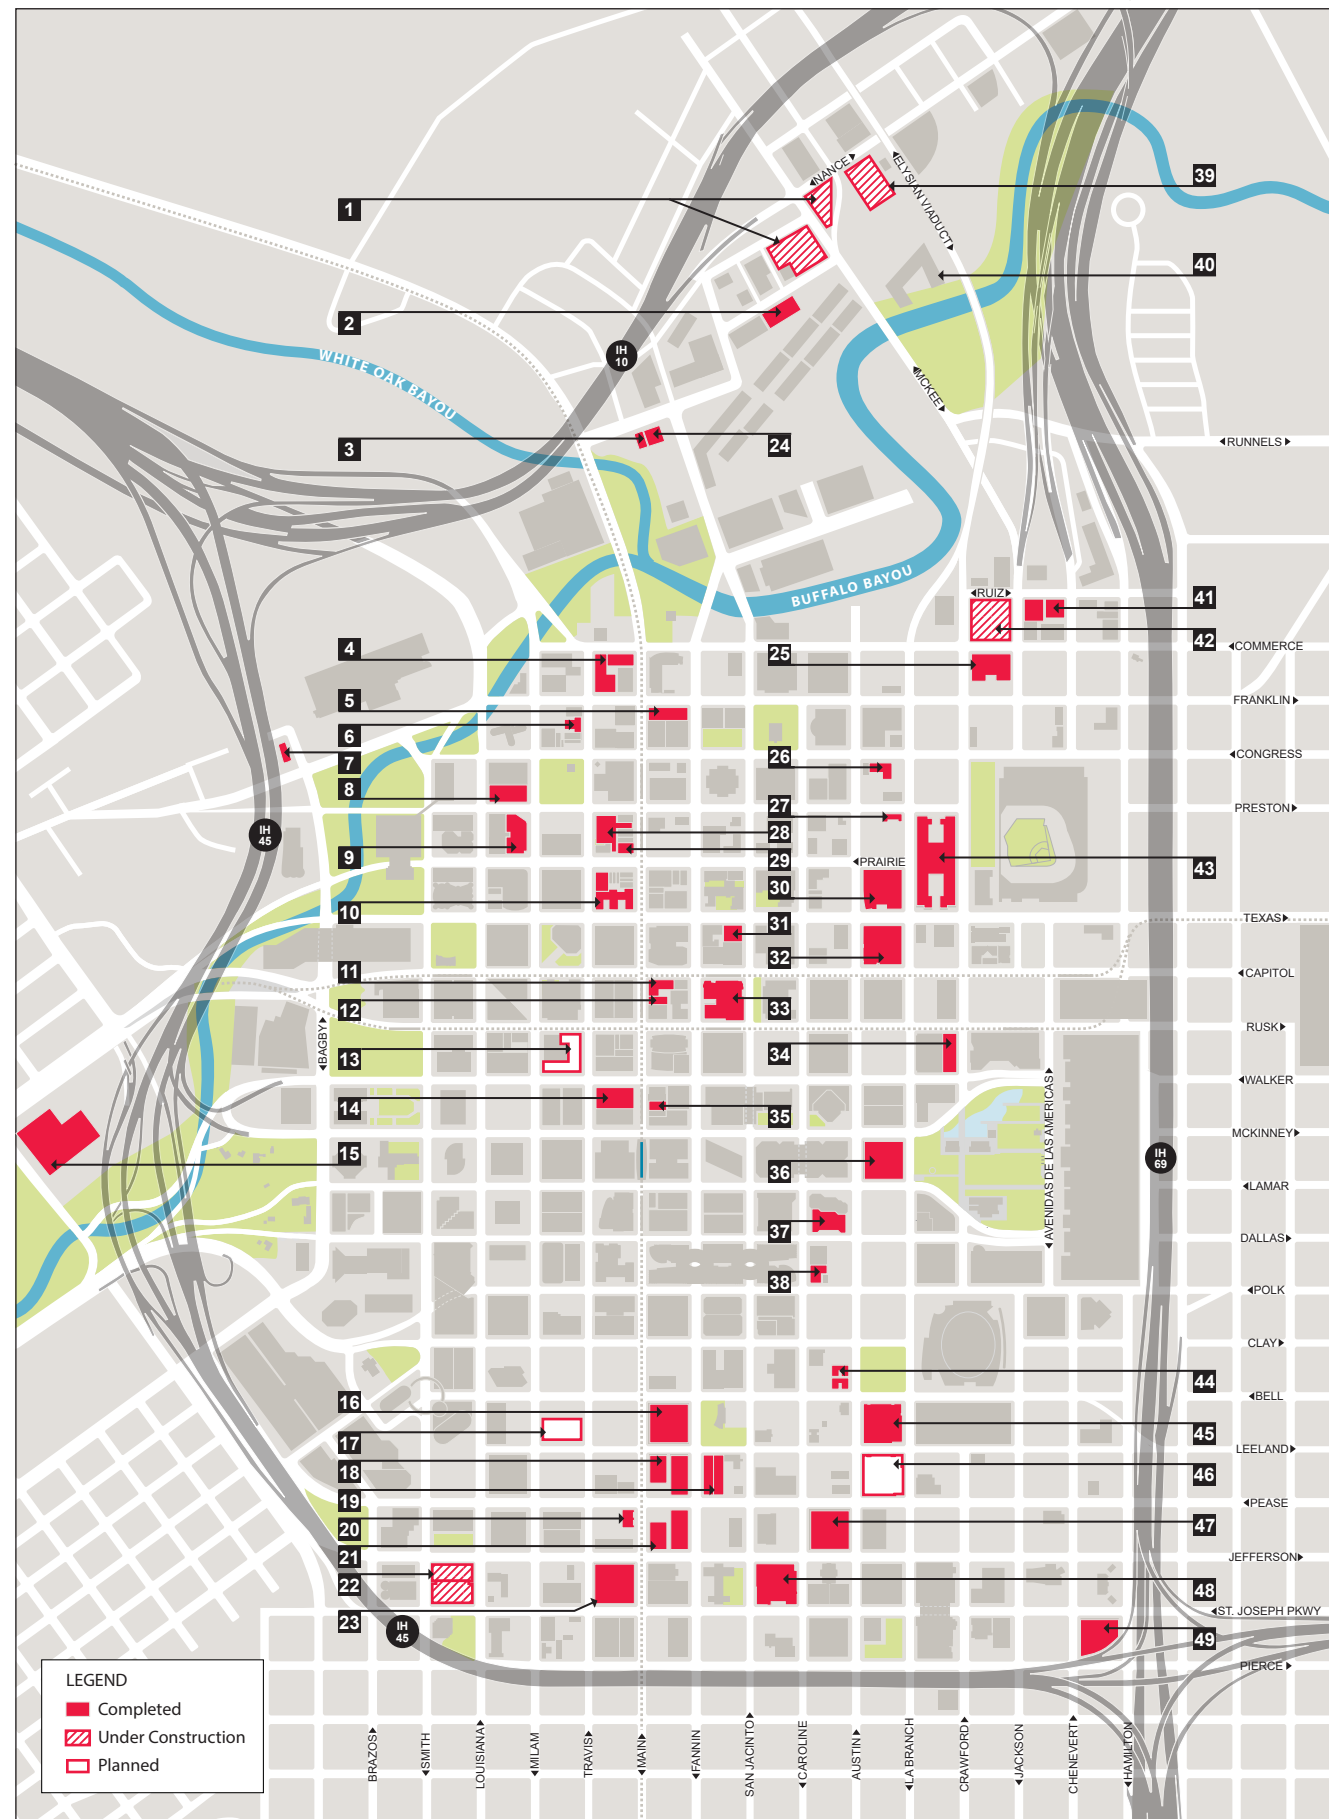 NANCE
ELYSIAN VIADUCT
39
1
40
2
IH
10
WHITE OAK BAYOU
MCKEE
3
24
RUNNELS
BUFFALO BAYOU
RUIZ
41
42
4
25
COMMERCE
5
FRANKLIN
6
7
26
CONGRESS
8
27
PRESTON
IH
45
28
9
29
PRAIRIE
43
30
10
TEXAS
31
32
11
CAPITOL
12
33
BAGBY
RUSK
13
34
WALKER
14
35
AVENIDAS DE LAS AMERICAS
MCKINNEY
15
36
IH
69
LAMAR
37
DALLAS
38
POLK
CLAY
44
16
BELL
17
45
LEELAND
18
46
19
PEASE
20
47
21
JEFFERSON
22
48
23
ST. JOSEPH PKWY
IH
45
49
PIERCE
LEGEND
Completed
Under Construction
Planned
BRAZOS
SMITH
LOUISIANA
MILAM
TRAVIS
MAIN
FANNIN
SAN JACINTO
CAROLINE
AUSTIN
LA BRANCH
CRAWFORD
JACKSON
CHENEVERT
HAMILTON